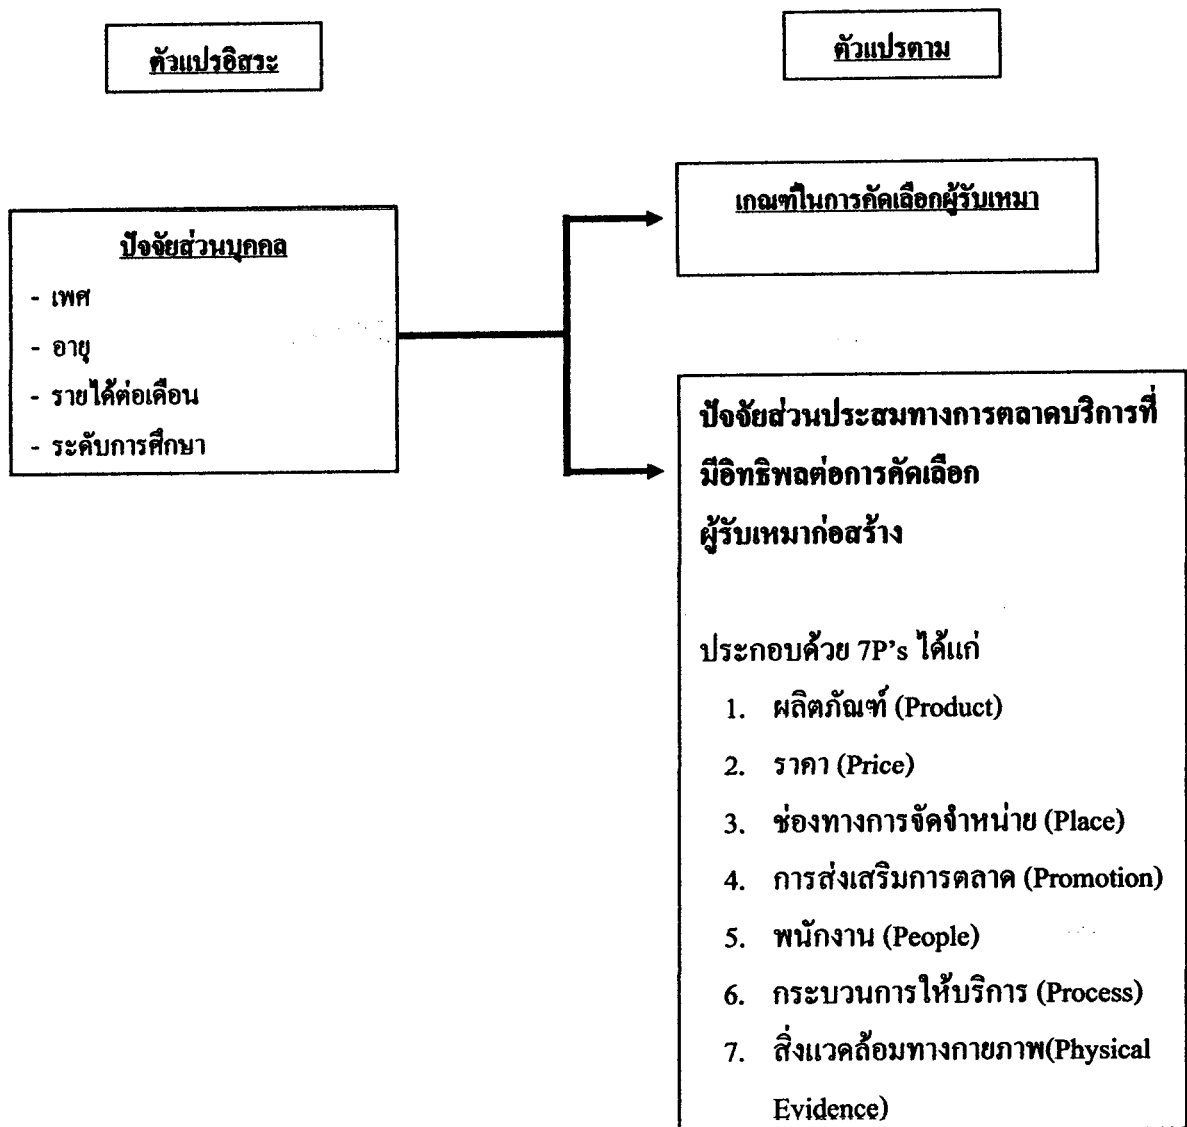 ตัวแปรอิสระ
ตัวแปรตาม
ปัจจัยส่วนบุคคล
- เพศ
- อายุ
- รายได้ต่อเดือน
- ระดับการศึกษา
เกณฑ์ในการคัดเลือกผู้รับเหมา
ปัจจัยส่วนประสมทางการตลาดบริการที่
มีอิทธิพลต่อการคัดเลือก
ผู้รับเหมาก่อสร้าง
ประกอบด้วย 7P's ได้แก่
1. ผลิตภัณฑ์ (Product)
2. ราคา (Price)
3. ช่องทางการจัดจำหน่าย (Place)
4. การส่งเสริมการตลาด (Promotion)
5. พนักงาน (People)
6. กระบวนการให้บริการ (Process)
7. สิ่งแวดล้อมทางกายภาพ(Physical
Evidence)